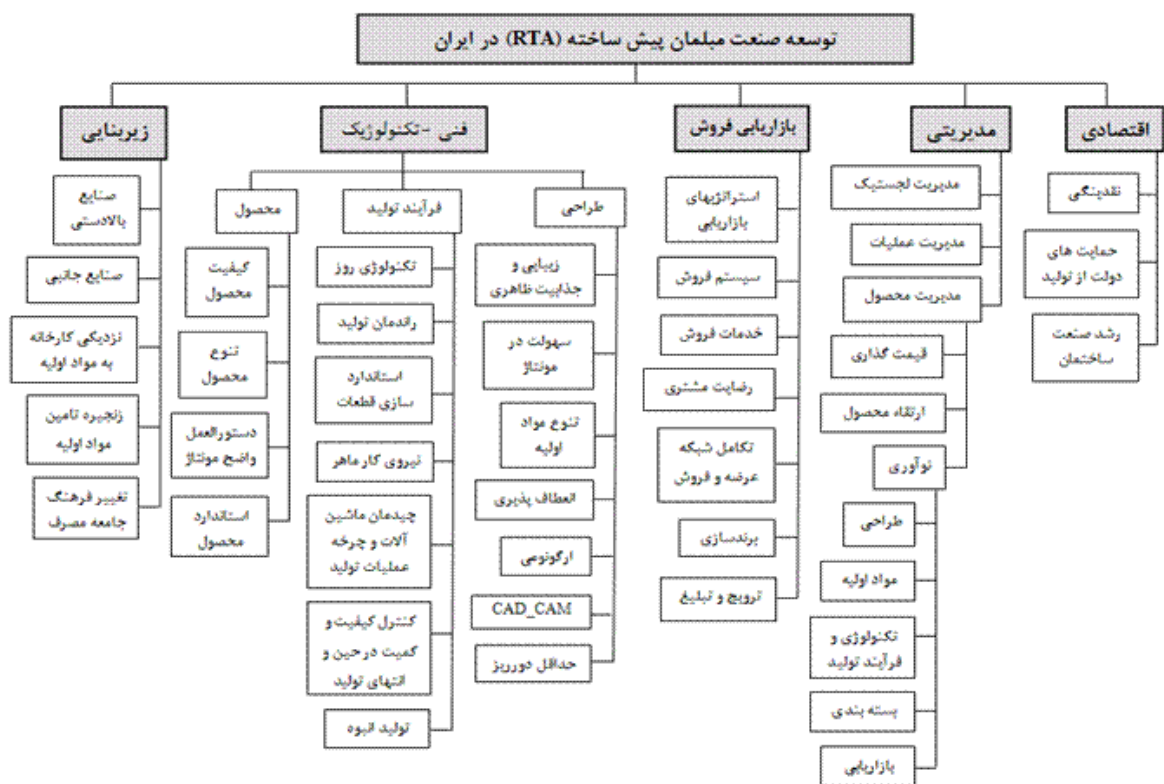 توسعه صنعت مبلمان پیش ساخته (RTA) در ایران
اقتصادی
نقدینگی
حمایت های
دولت از تولید
رشد صنعت
ساختمان
مدیریتی
مدیریت لجستیک
مدیریت عملیات
مدیریت محصول
قیمت گذاری
ارتقاء محصول
نوآوری
طراحی
مواد اولیه
تکنولوژی و
فرآیند تولید
بسته بندی
بازاریابی
بازاریابی فروش
استراتژیهای
بازاریابی
سیستم فروش
خدمات فروش
رضایت مشتری
تکامل شبکه
عرضه و فروش
برندسازی
ترویج و تبلیغ
فنی -تکنولوژیک
طراحی
زیبایی و
جذابیت ظاهری
سهولت در
مونتاژ
تنوع مواد
اولیه
انعطاف پذیری
ارگونومی
CAD_CAM
حداقل دورریز
فرآیند تولید
تکنولوژی روز
راندمان تولید
استاندارد
سازی قطعات
نیروی کار ماهر
چیدمان ماشین
آلات و چرخه
عملیات تولید
کنترل کیفیت و
کمیت در حین و
انتهای تولید
تولید انبوه
محصول
کیفیت
محصول
تنوع
محصول
دستورالعمل
واضح مونتاژ
استاندارد
محصول
زیربنایی
صنایع
بالادستی
صنایع جانبی
نزدیکی کارخانه
به مواد اولیه
زنجیره تامین
مواد اولیه
تغییر فرهنگ
جامعه مصرف